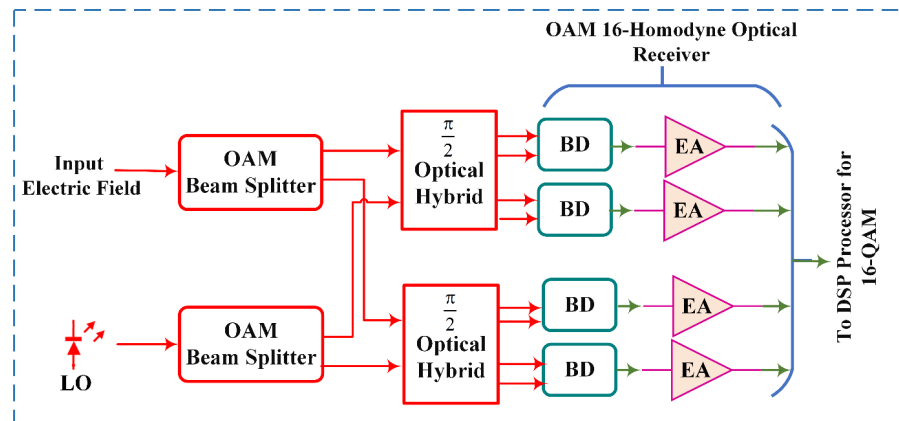 OAM 16-Homodyne Optical
Receiver
Input
Electric Field
OAM
Beam Splitter
π/2
Optical
Hybrid
BD
EA
BD
EA
LO
OAM
Beam Splitter
π/2
Optical
Hybrid
BD
EA
BD
EA
To DSP Processor for
16-QAM